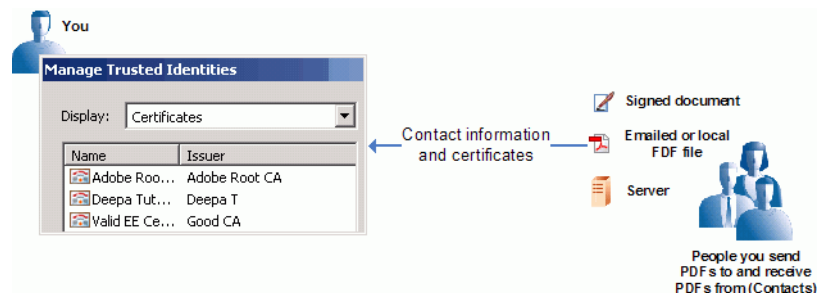 You
Manage Trusted Identities
Display: Certificates
Name Issuer
Adobe Roo... Adobe Root CA
Deepa Tut... Deepa T
Valid EE Ce... Good CA
Contact information
and certificates
Signed document
Emailed or local
FDF file
Server
People you send
PDFs to and receive
PDFs from (Contacts)